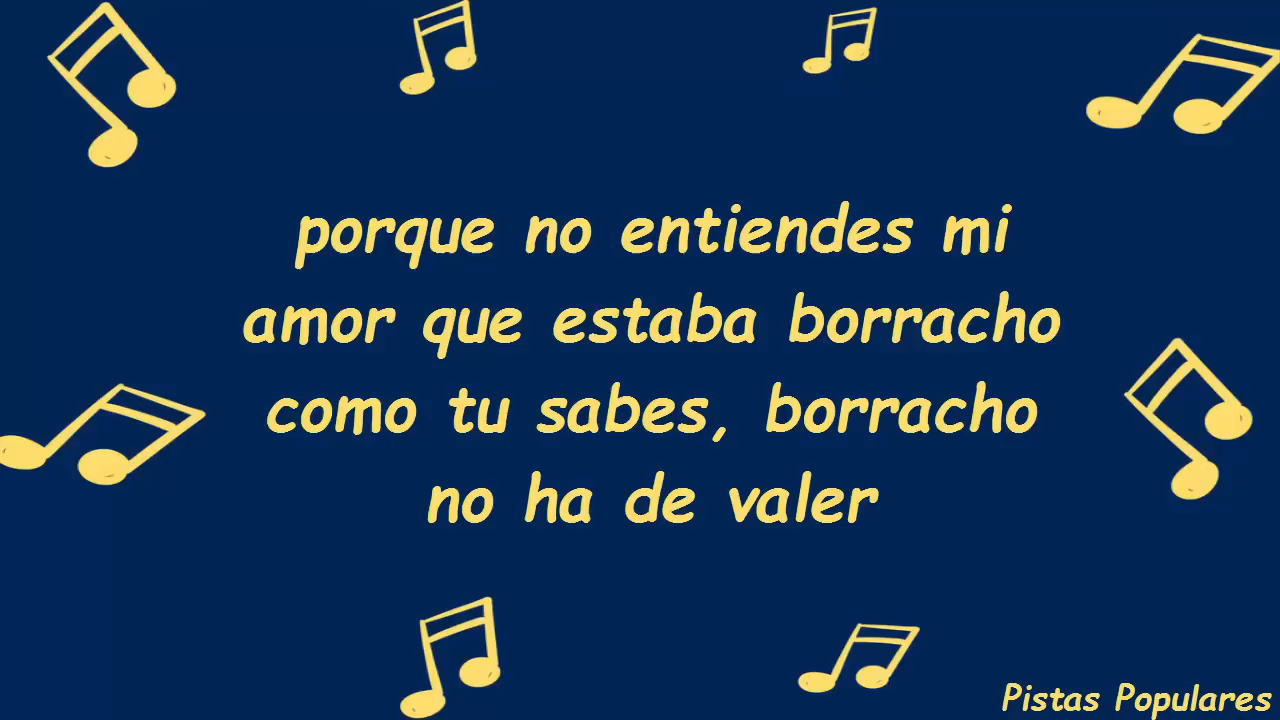 porque no entiendes mi
amor que estaba borracho
como tu sabes, borracho
no ha de valer
Pistas Populares